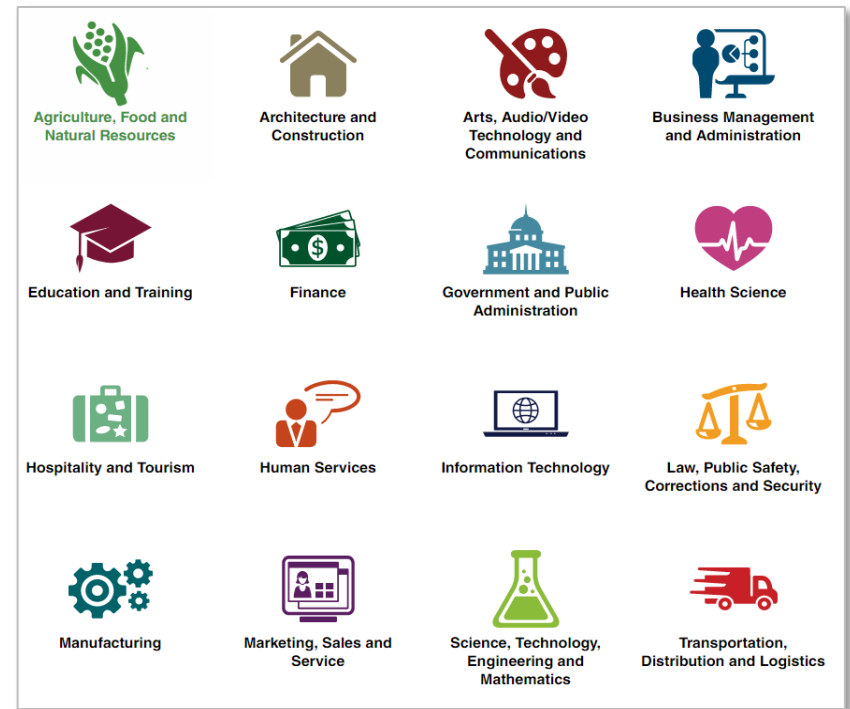 Agriculture, Food and
Natural Resources
Architecture and
Construction
Arts, Audio/Video
Technology and
Communications
Business Management
and Administration
Education and Training
Finance
Government and Public
Administration
Health Science
Hospitality and Tourism
Human Services
Information Technology
Law, Public Safety,
Corrections and Security
Manufacturing
Marketing, Sales and
Service
Science, Technology,
Engineering and
Mathematics
Transportation,
Distribution and Logistics